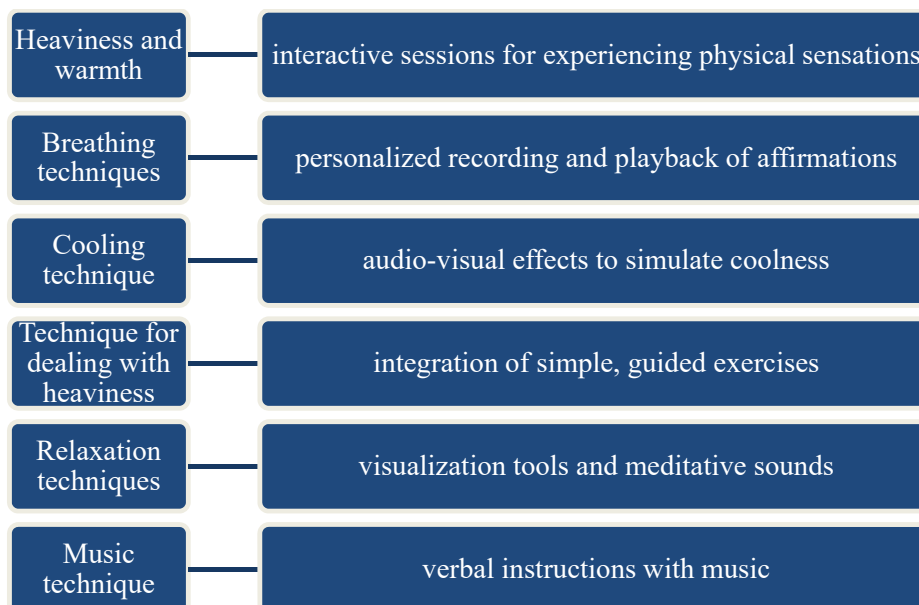 Heaviness and
warmth
interactive sessions for experiencing physical sensations
Breathing
techniques
personalized recording and playback of affirmations
Cooling
technique
audio-visual effects to simulate coolness
Technique for
dealing with
heaviness
integration of simple, guided exercises
Relaxation
techniques
visualization tools and meditative sounds
Music
technique
verbal instructions with music